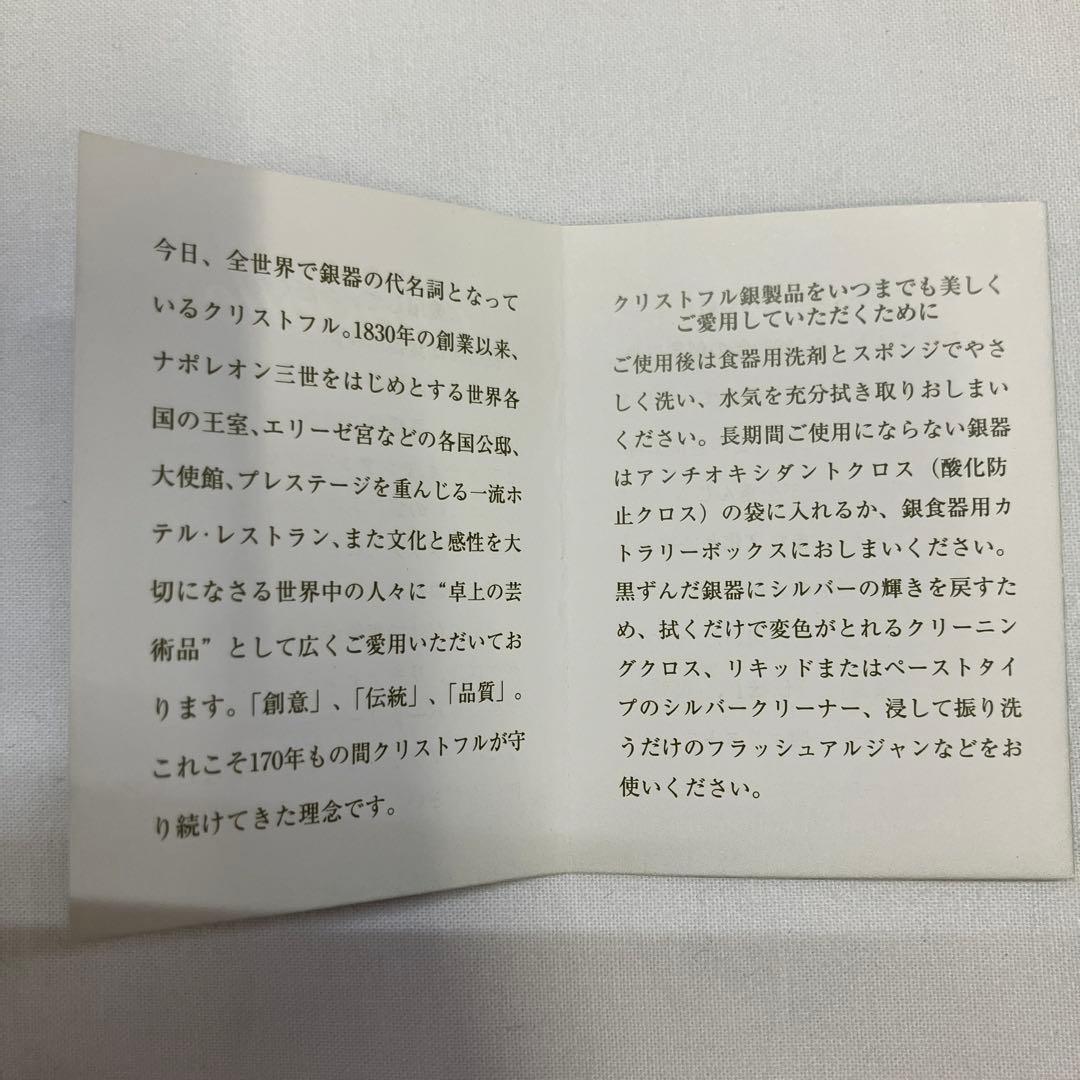 今日、全世界で銀器の代名詞となって
いるクリストフル。1830年の創業以来、
ナポレオン三世をはじめとする世界各
国の王室、エリーゼ宮などの各国公邸、
大使館、プレステージを重んじる一流ホ
テル・レストラン、また文化と感性を大
切になさる世界中の人々に“卓上の芸
術品”として広くご愛用いただいてお
ります。「創意」、「伝統」、「品質」。
これこそ170年もの間クリストフルが守
り続けてきた理念です。
クリストフル銀製品をいつまでも美しく
ご愛用していただくために
ご使用後は食器用洗剤とスポンジでやさ
しく洗い、水気を充分拭き取りおしまい
ください。長期間ご使用にならない銀器
はアンチオキシダントクロス（酸化防
止クロス）の袋に入れるか、銀食器用カ
トラリーボックスにおしまいください。
黒ずんだ銀器にシルバーの輝きを戻すた
め、拭くだけで変色がとれるクリーニン
グクロス、リキッドまたはペーストタイ
プのシルバークリーナー、浸して振り洗
うだけのフラッシュアルジャンなどをお
使いください。